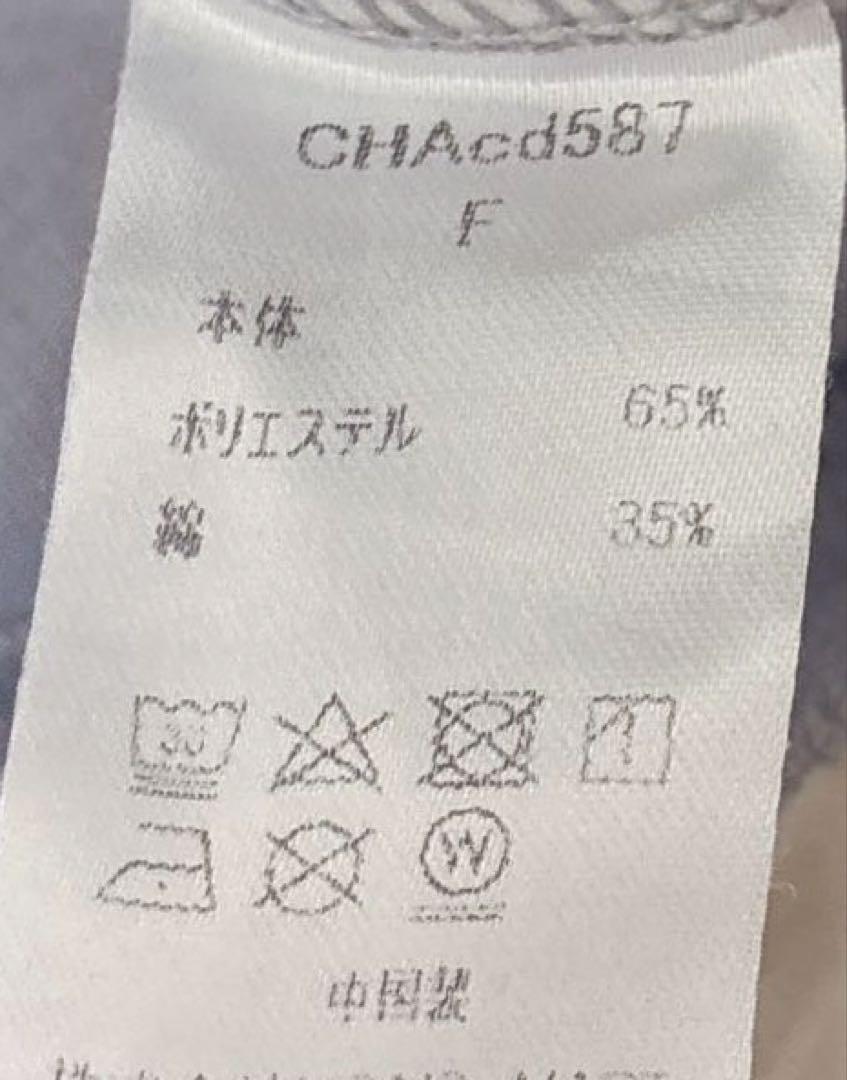 CHAcd587
F
本体
ポリエステル 65%
綿 35%
30
W
中国製